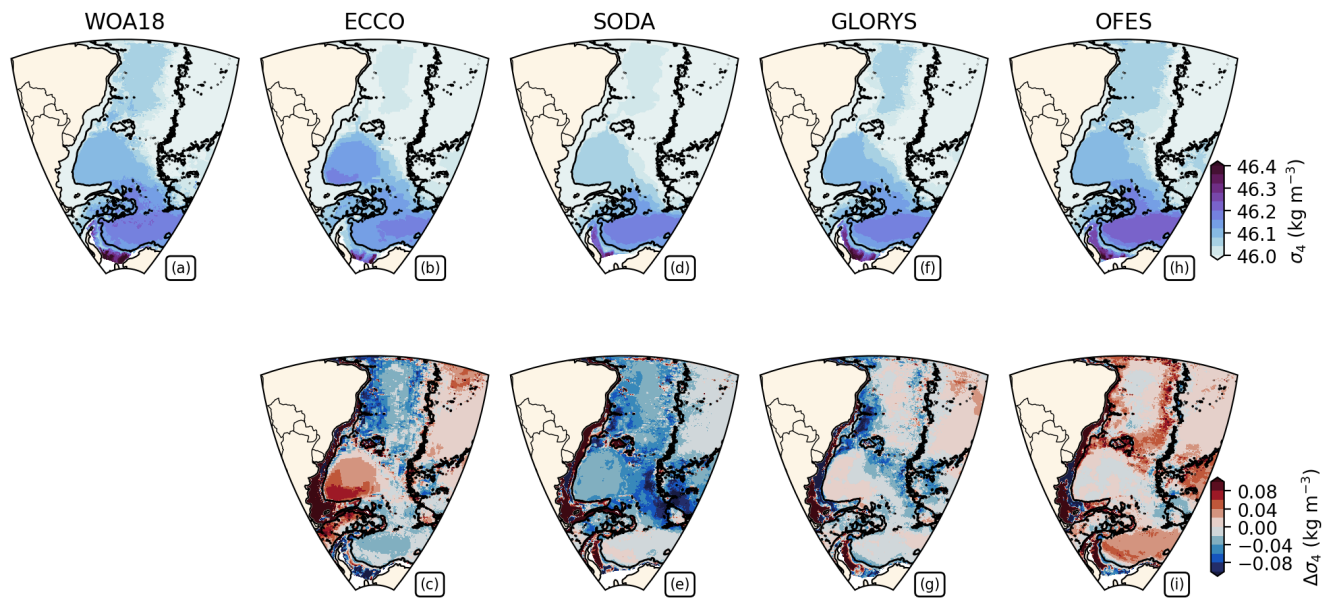 WOA18 ECCO SODA GLORYS OFES
46.4
46.3
46.2
46.1
46.0
σ₄ (kg m⁻³)
(a) (b) (d) (f) (h)
0.08
0.04
0.00
−0.04
−0.08
Δσ₄ (kg m⁻³)
(c) (e) (g) (i)